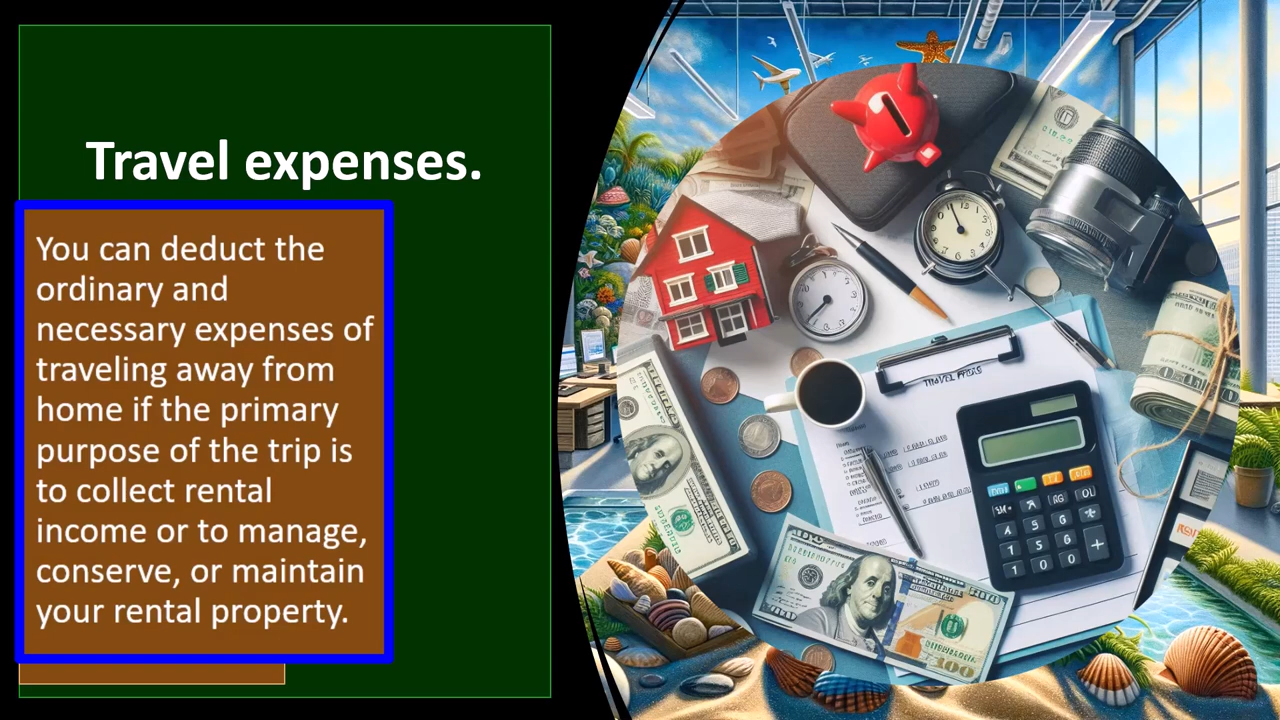 Travel expenses.
You can deduct the
ordinary and
necessary expenses of
traveling away from
home if the primary
purpose of the trip is
to collect rental
income or to manage,
conserve, or maintain
your rental property.
100